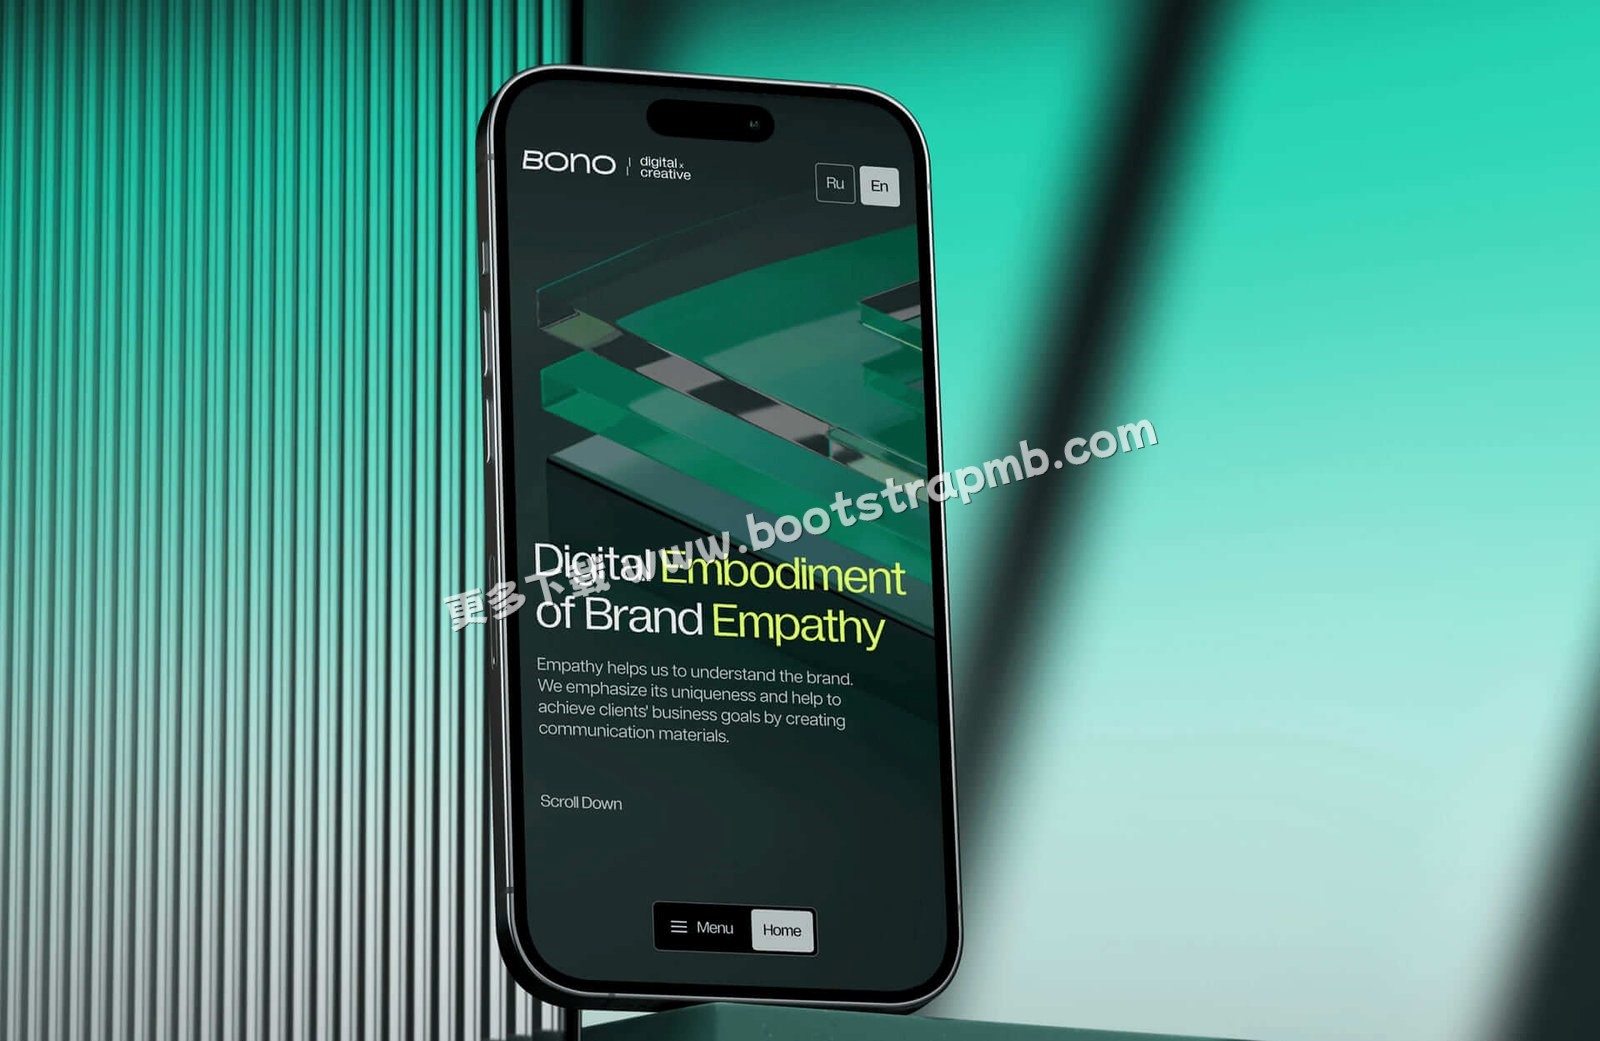 BONO
digital x
creative
Ru
En
Digital Embodiment
of Brand Empathy
更多下载 www.bootstrapmb.com
Empathy helps us to understand the brand.
We emphasize its uniqueness and help to
achieve clients' business goals by creating
communication materials.
Scroll Down
Menu
Home